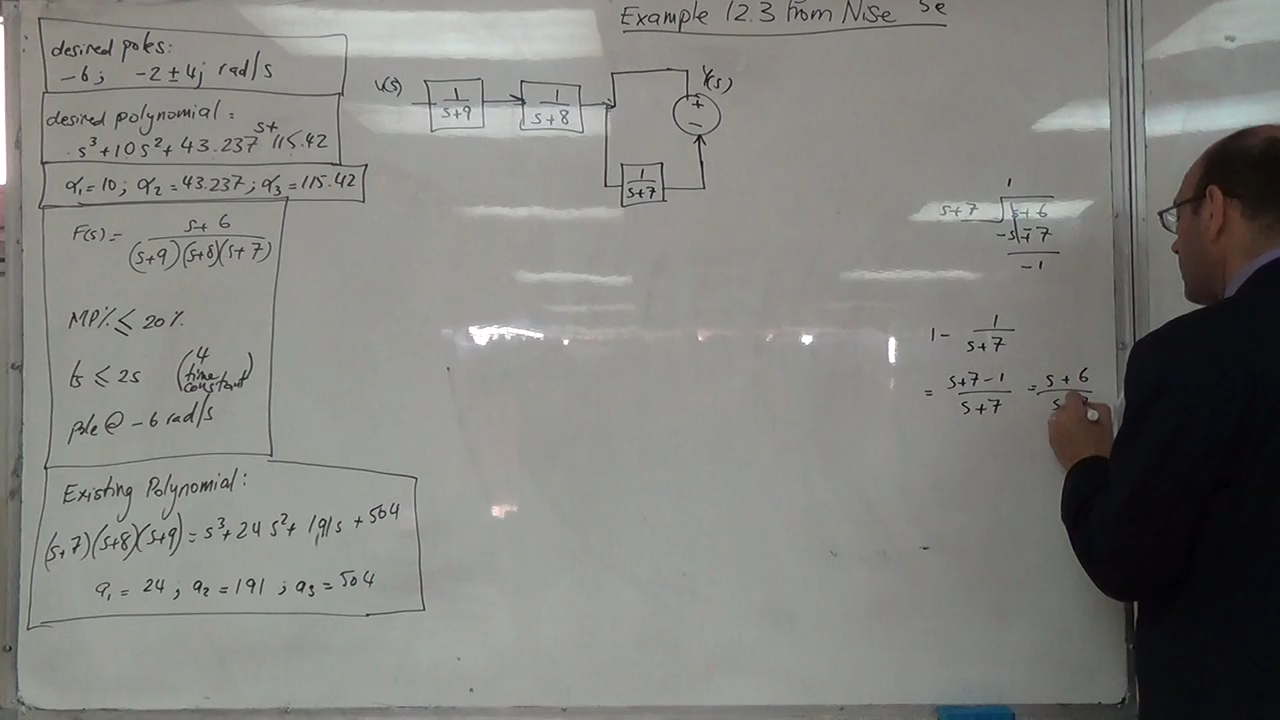 Example 12.3 from Nise se
desired poles:
-6; -2 ± 4j rad/s
desired polynomial:
s³+10s²+43.237s+115.42
α₁=10; α₂=43.237; α₃=115.42
F(s)= s+6
(s+9)(s+8)(s+7)
MP% ≤ 20%
ts ≤ 2s (4 time constant)
pole @ -6 rad/s
Existing Polynomial:
(s+7)(s+8)(s+9)=s³+24s²+191s+504
a₁=24; a₂=191; a₃=504
U(s)
1
s+9
1
s+8
Y(s)
+
-
1
s+7
1
s+7 s+6
-s+7
-1
1 - 1
s+7
= s+7-1 = s+6
s+7